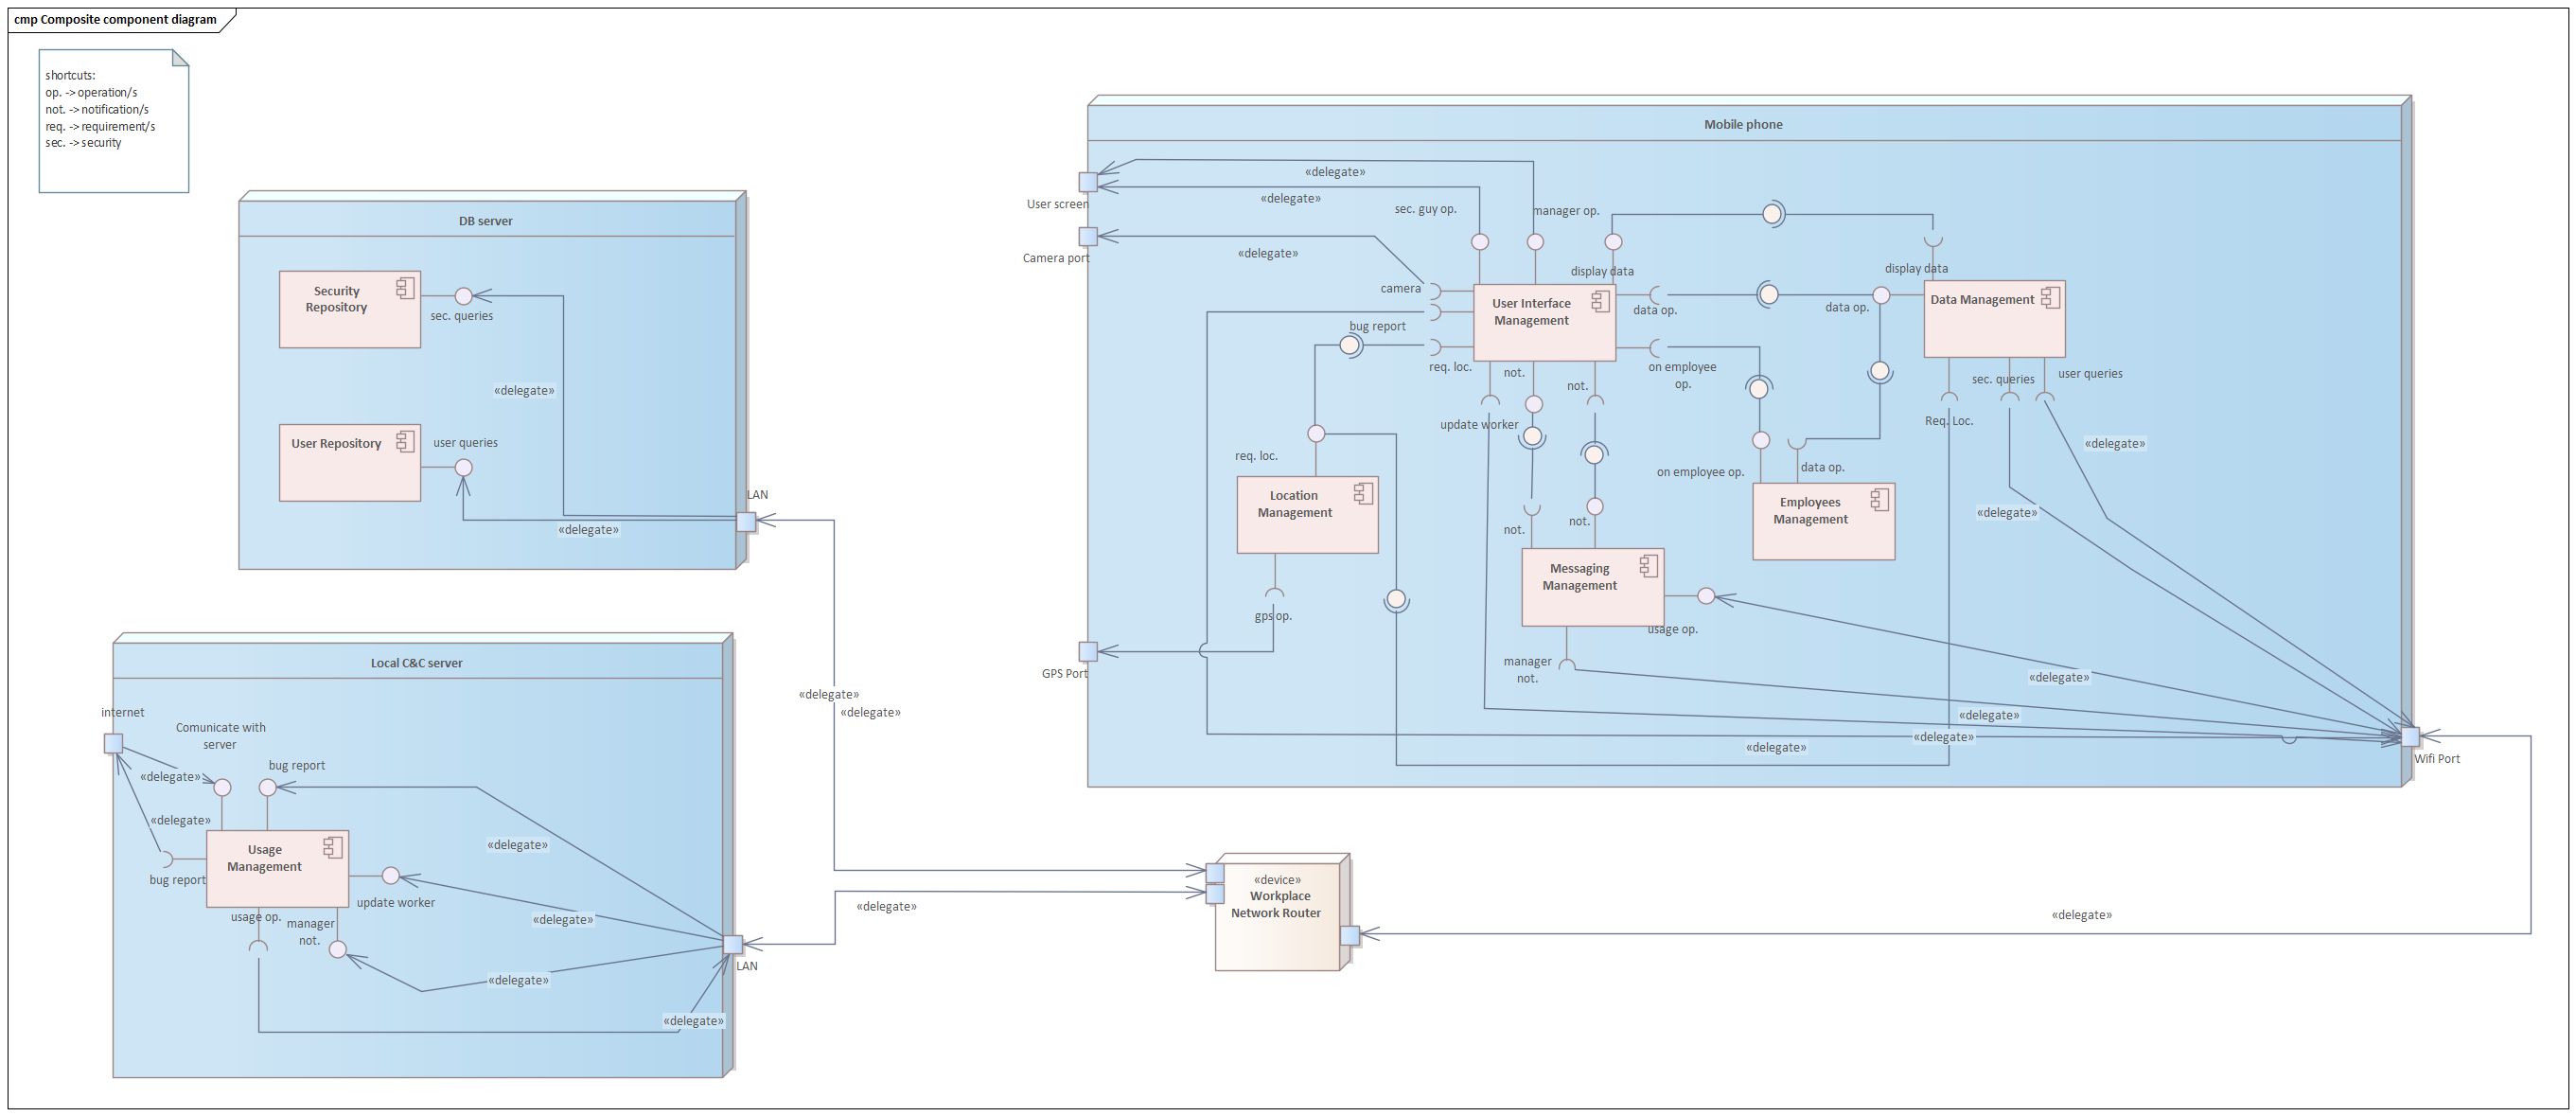 cmp Composite component diagram
shortcuts:
op. -> operation/s
not. -> notification/s
req. -> requirement/s
sec. -> security
DB server
Security
Repository
sec. queries
«delegate»
User Repository
user queries
«delegate»
LAN
Local C&C server
internet
Comunicate with
server
«delegate»
bug report
«delegate»
Usage
Management
bug report
«delegate»
update worker
usage op.
manager
not.
«delegate»
«delegate»
LAN
«delegate»
«delegate»
«delegate»
«delegate»
Mobile phone
User screen
«delegate»
«delegate»
sec. guy op.
manager op.
Camera port
«delegate»
display data
display data
camera
User Interface
Management
data op.
data op.
Data Management
bug report
req. loc.
not.
not.
on employee
op.
sec. queries
user queries
update worker
Req. Loc.
«delegate»
req. loc.
on employee op.
data op.
Location
Management
not.
not.
Employees
Management
«delegate»
gps op.
Messaging
Management
usage op.
GPS Port
manager
not.
«delegate»
«delegate»
«delegate»
«delegate»
Wifi Port
«device»
Workplace
Network Router
«delegate»